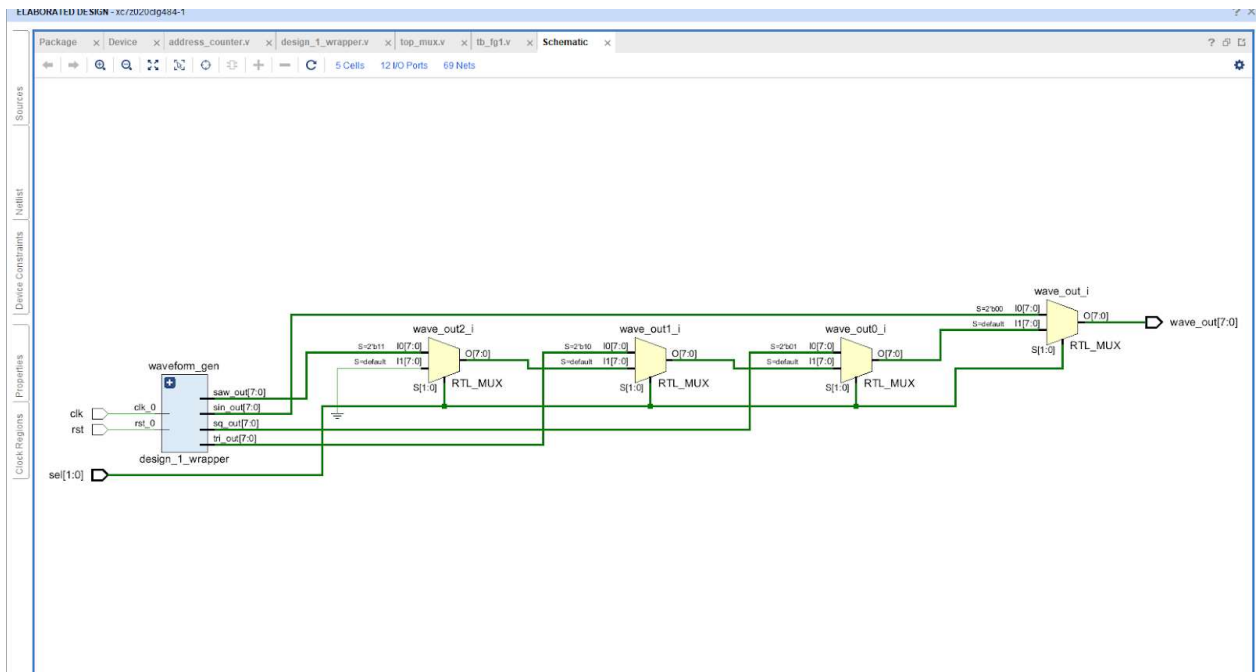 ELABORATED DESIGN - xc7z020clg484-1
? ×
Package × Device × address_counter.v × design_1_wrapper.v × top_mux.v × tb_fg1.v × Schematic ×
5 Cells 12 I/O Ports 69 Nets
Sources
Netlist
Device Constraints
Properties
Clock Regions
wave_out_i
S=2'b00 I0[7:0]
O[7:0]
S=default I1[7:0]
wave_out[7:0]
S[1:0] RTL_MUX
wave_out2_i wave_out1_i wave_out0_i
S=2'b11 I0[7:0] S=2'b10 I0[7:0] S=2'b01 I0[7:0]
O[7:0] O[7:0] O[7:0]
S=default I1[7:0] S=default I1[7:0] S=default I1[7:0]
S[1:0] RTL_MUX S[1:0] RTL_MUX S[1:0] RTL_MUX
waveform_gen
saw_out[7:0]
clk clk_0 sin_out[7:0]
rst rst_0 sq_out[7:0]
tri_out[7:0]
design_1_wrapper
sel[1:0]